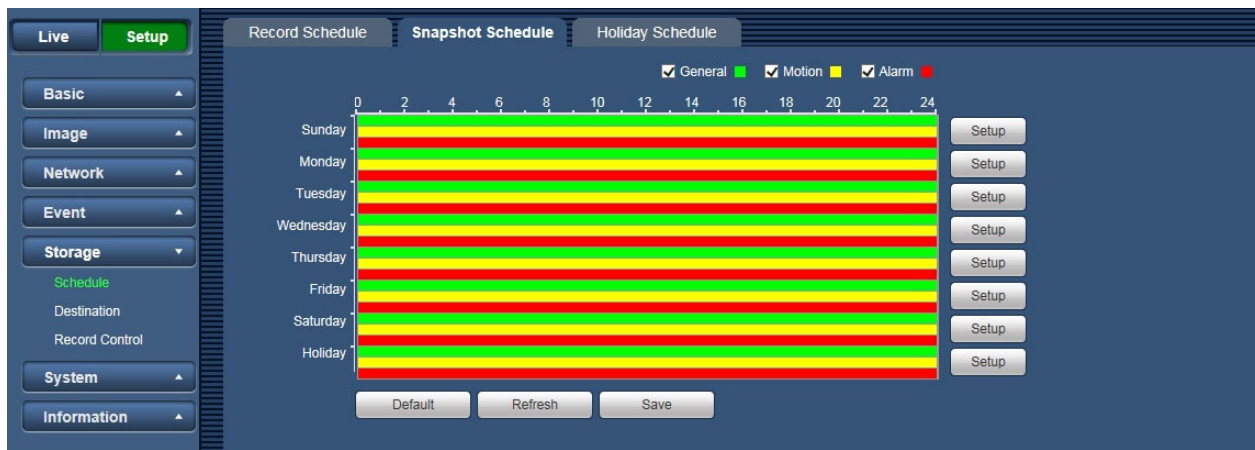 Live Setup
Record Schedule Snapshot Schedule Holiday Schedule
General Motion Alarm
Basic
Image
Network
Event
Storage
Schedule
Destination
Record Control
System
Information
0 2 4 6 8 10 12 14 16 18 20 22 24
Sunday Setup
Monday Setup
Tuesday Setup
Wednesday Setup
Thursday Setup
Friday Setup
Saturday Setup
Holiday Setup
Default Refresh Save